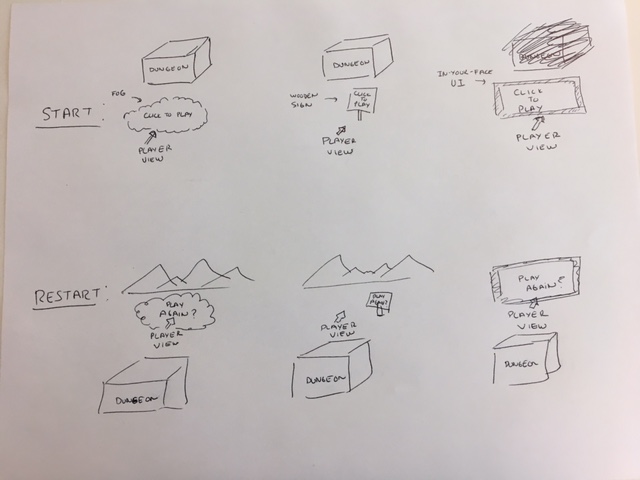 DUNGEON
FOG
CLICK TO PLAY
PLAYER
VIEW
DUNGEON
WOODEN
SIGN
CLICK
TO
PLAY
PLAYER
VIEW
DUNGEON
IN-YOUR-FACE
UI
CLICK
TO
PLAY
PLAYER
VIEW
START:
RESTART:
PLAY
AGAIN?
PLAYER
VIEW
DUNGEON
PLAY
AGAIN?
PLAYER
VIEW
DUNGEON
PLAY
AGAIN?
PLAYER
VIEW
DUNGEON